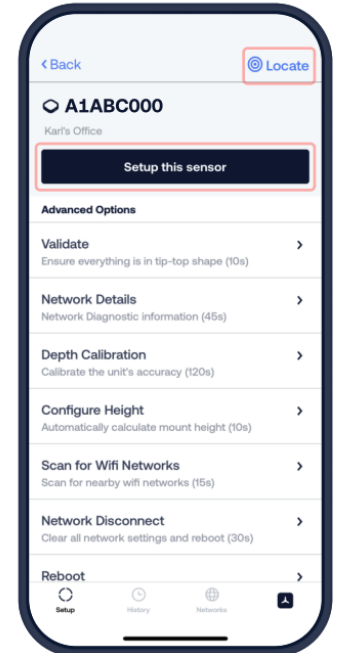 Back
Locate
A1ABC000
Karl's Office
Setup this sensor
Advanced Options
Validate
Ensure everything is in tip-top shape (10s)
Network Details
Network Diagnostic information (45s)
Depth Calibration
Calibrate the unit's accuracy (120s)
Configure Height
Automatically calculate mount height (10s)
Scan for Wifi Networks
Scan for nearby wifi networks (15s)
Network Disconnect
Clear all network settings and reboot (30s)
Reboot
Setup History Networks